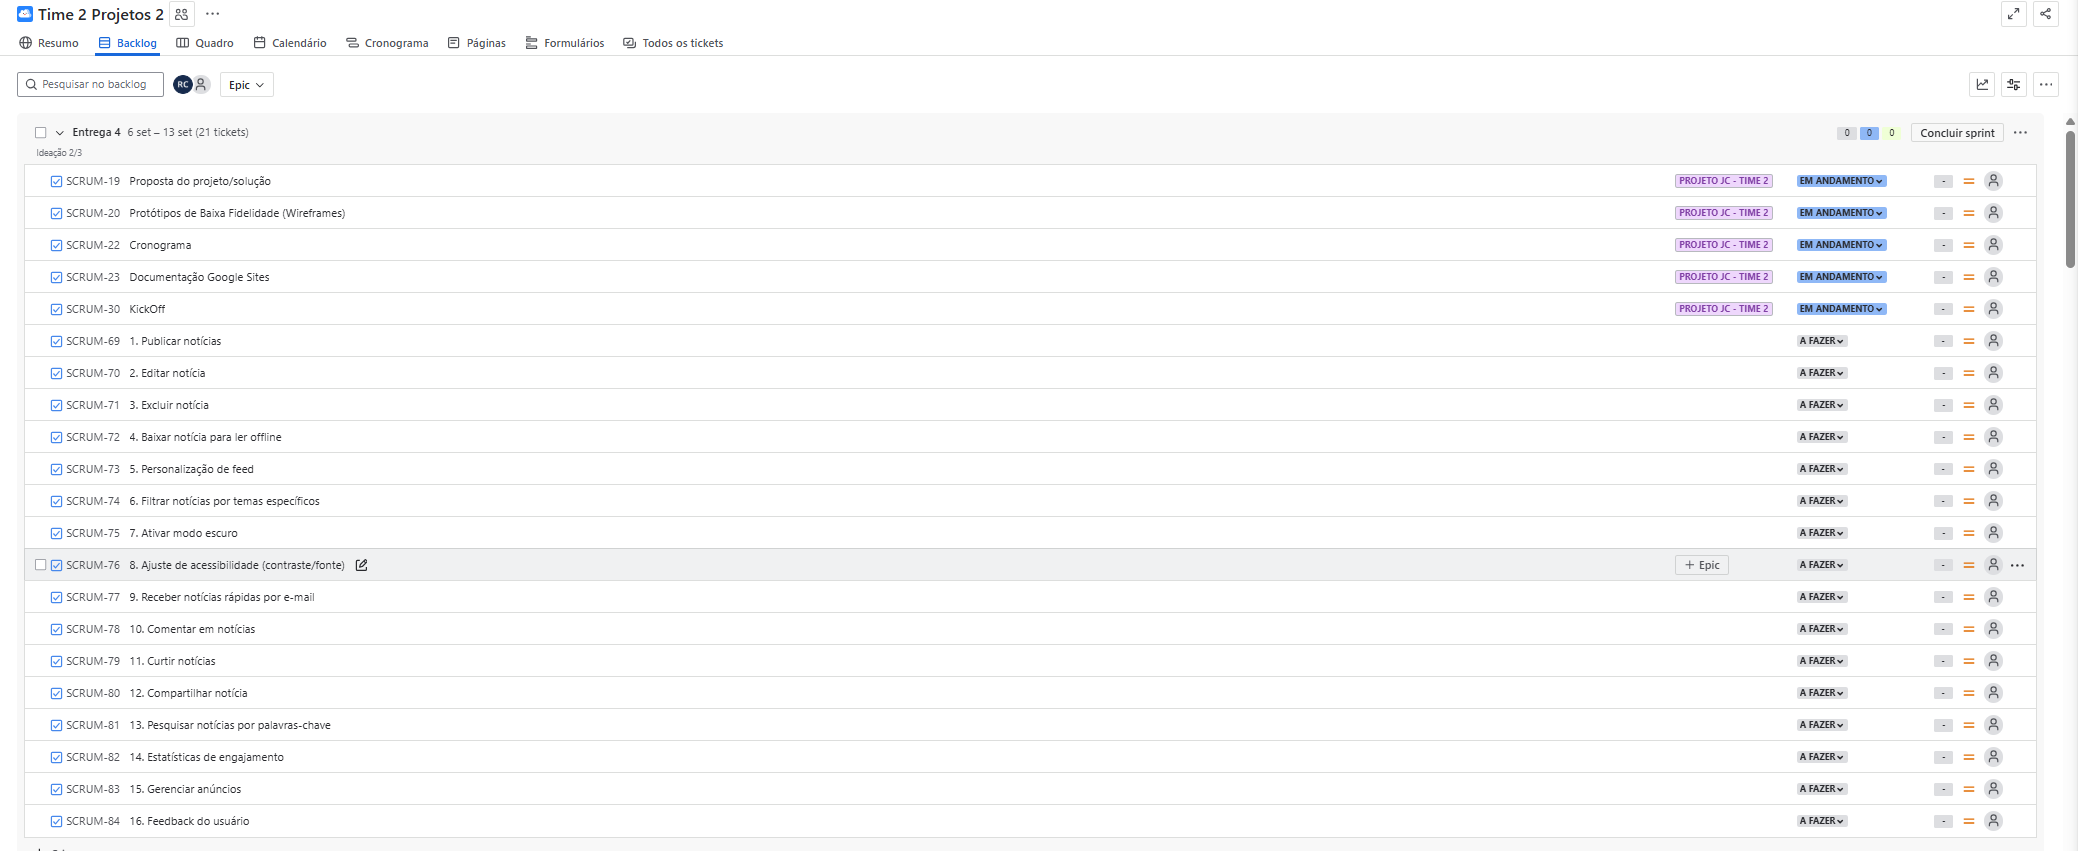 Time 2 Projetos 2
Resumo Backlog Quadro Calendário Cronograma Páginas Formulários Todos os tickets
Pesquisar no backlog RC Epic
Entrega 4 6 set – 13 set (21 tickets) 0 0 0 Concluir sprint
Ideação 2/3
SCRUM-19 Proposta do projeto/solução PROJETO JC - TIME 2 EM ANDAMENTO -
SCRUM-20 Protótipos de Baixa Fidelidade (Wireframes) PROJETO JC - TIME 2 EM ANDAMENTO -
SCRUM-22 Cronograma PROJETO JC - TIME 2 EM ANDAMENTO -
SCRUM-23 Documentação Google Sites PROJETO JC - TIME 2 EM ANDAMENTO -
SCRUM-30 KickOff PROJETO JC - TIME 2 EM ANDAMENTO -
SCRUM-69 1. Publicar notícias A FAZER -
SCRUM-70 2. Editar notícia A FAZER -
SCRUM-71 3. Excluir notícia A FAZER -
SCRUM-72 4. Baixar notícia para ler offline A FAZER -
SCRUM-73 5. Personalização de feed A FAZER -
SCRUM-74 6. Filtrar notícias por temas específicos A FAZER -
SCRUM-75 7. Ativar modo escuro A FAZER -
SCRUM-76 8. Ajuste de acessibilidade (contraste/fonte) + Epic A FAZER -
SCRUM-77 9. Receber notícias rápidas por e-mail A FAZER -
SCRUM-78 10. Comentar em notícias A FAZER -
SCRUM-79 11. Curtir notícias A FAZER -
SCRUM-80 12. Compartilhar notícia A FAZER -
SCRUM-81 13. Pesquisar notícias por palavras-chave A FAZER -
SCRUM-82 14. Estatísticas de engajamento A FAZER -
SCRUM-83 15. Gerenciar anúncios A FAZER -
SCRUM-84 16. Feedback do usuário A FAZER -